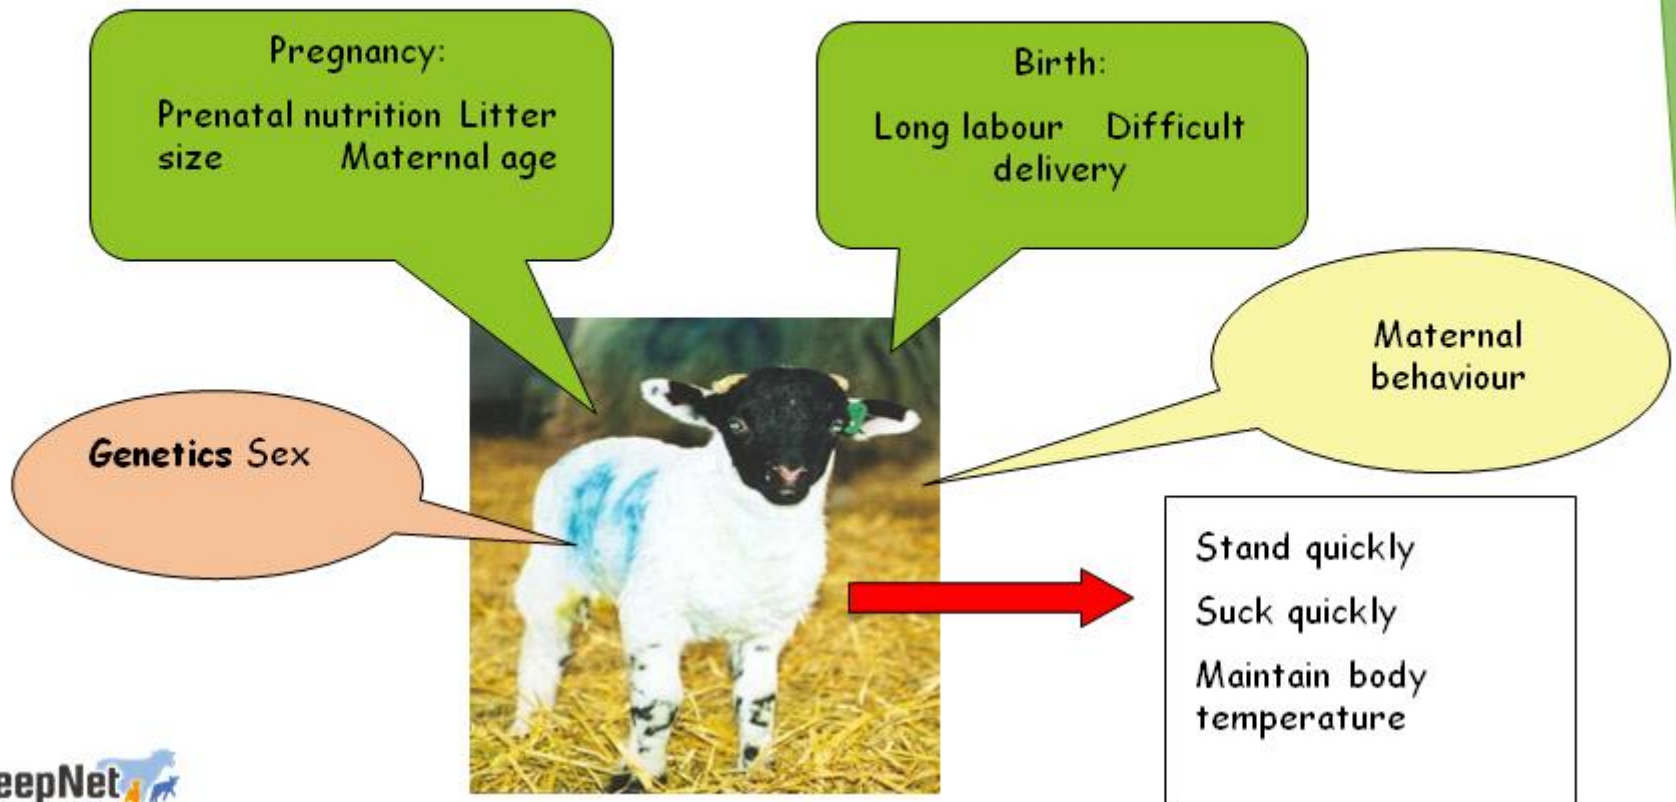 Pregnancy:
Prenatal nutrition Litter
size Maternal age
Birth:
Long labour Difficult
delivery
Maternal
behaviour
Genetics Sex
Stand quickly
Suck quickly
Maintain body
temperature
eepNet